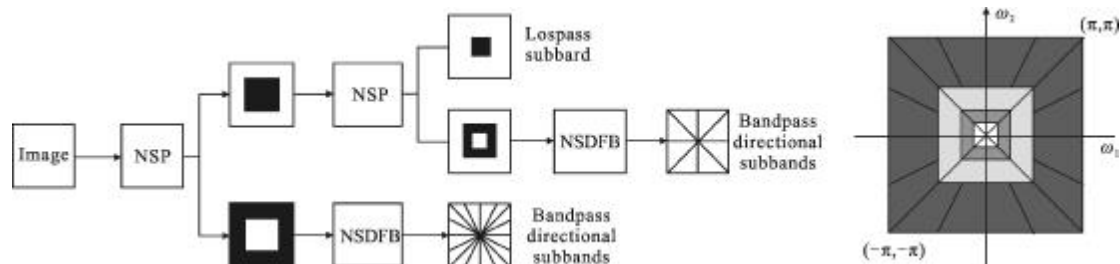 Image
NSP
NSP
Lospass
subbard
NSDFB
Bandpass
directional
subbands
NSDFB
Bandpass
directional
subbands
ω₂
(π,π)
ω₁
(-π,-π)